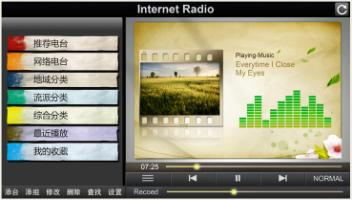 Internet Radio
推荐电台
网络电台
地域分类
流派分类
综合分类
最近播放
我的收藏
Playing-Music
Everytime I Close
My Eyes
07:25
NORMAL
添台 添组 修改 删除 查找 设置
Recoed